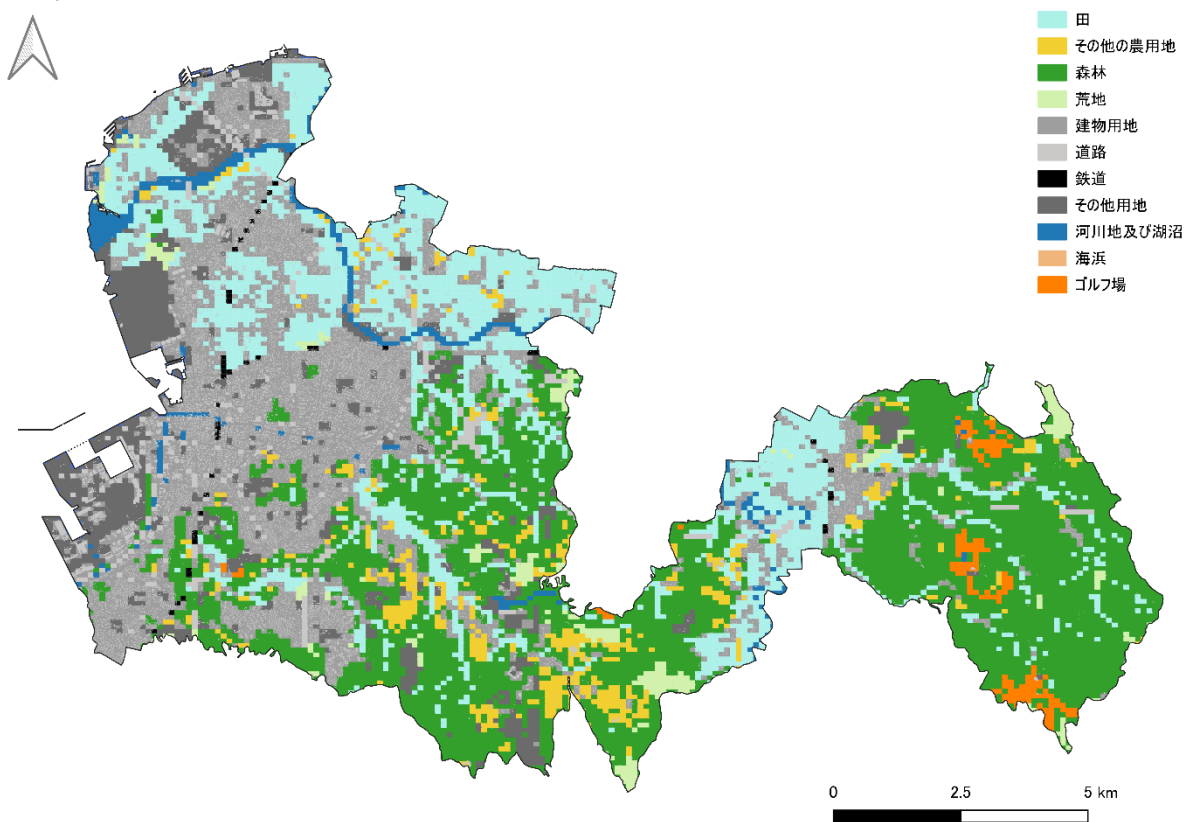 田
その他の農用地
森林
荒地
建物用地
道路
鉄道
その他用地
河川地及び湖沼
海浜
ゴルフ場
0 2.5 5 km